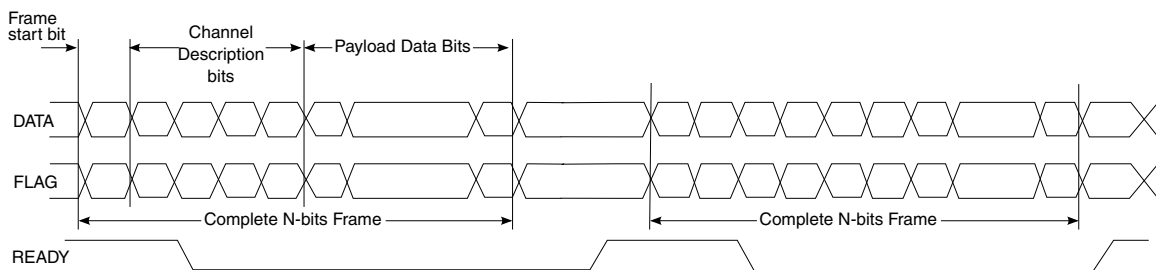 Frame
start bit
Channel
Description
bits
Payload Data Bits
DATA
FLAG
Complete N-bits Frame
Complete N-bits Frame
READY